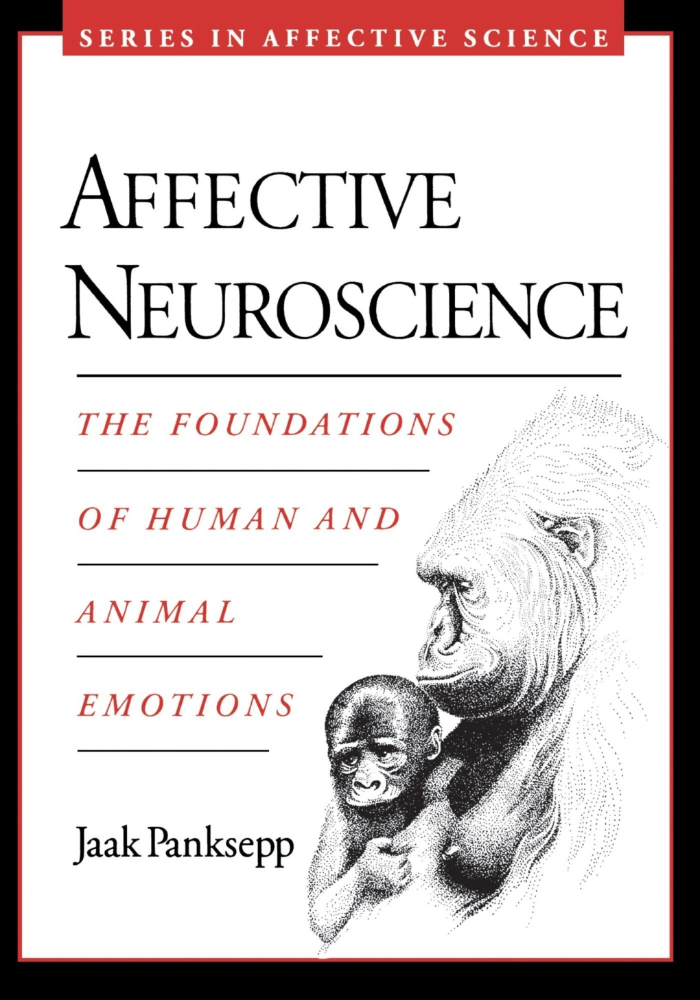 SERIES IN AFFECTIVE SCIENCE
AFFECTIVE
NEUROSCIENCE
THE FOUNDATIONS
OF HUMAN AND
ANIMAL
EMOTIONS
Jaak Panksepp